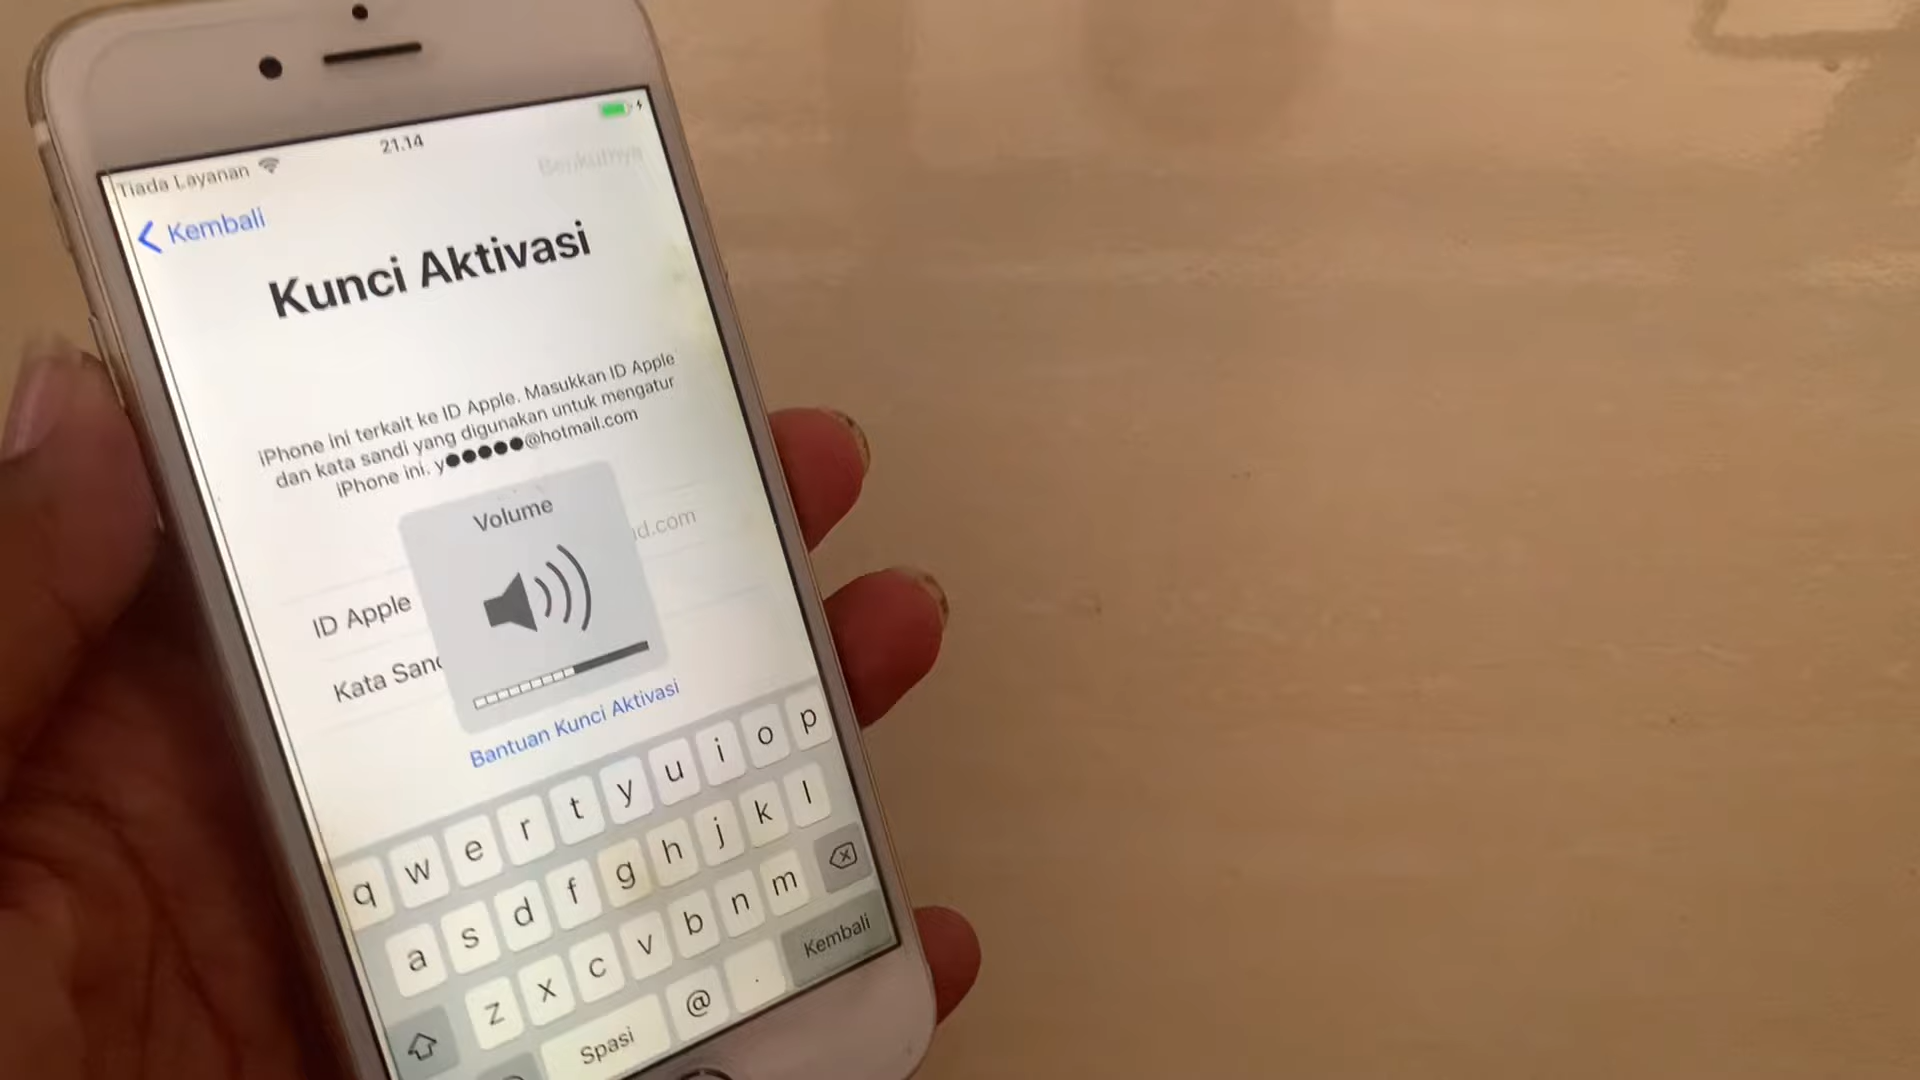 Tiada Layanan
21.14
Berikutnya
Kembali
Kunci Aktivasi
iPhone ini terkait ke ID Apple. Masukkan ID Apple
dan kata sandi yang digunakan untuk mengatur
iPhone ini. y●●●●●@hotmail.com
Volume
d.com
ID Apple
Kata Sand
Bantuan Kunci Aktivasi
q w e r t y u i o p
a s d f g h j k l
z x c v b n m
Spasi @ . Kembali